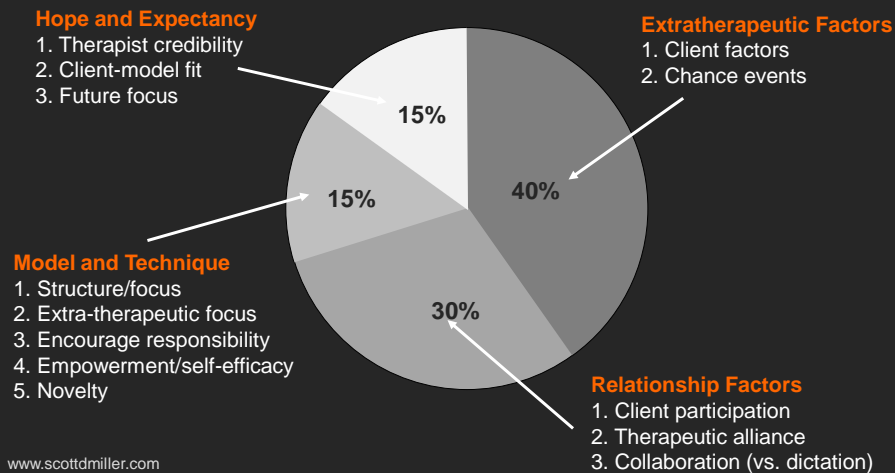 Hope and Expectancy
1. Therapist credibility
2. Client-model fit
3. Future focus
Extratherapeutic Factors
1. Client factors
2. Chance events
15%
40%
15%
30%
Model and Technique
1. Structure/focus
2. Extra-therapeutic focus
3. Encourage responsibility
4. Empowerment/self-efficacy
5. Novelty
Relationship Factors
1. Client participation
2. Therapeutic alliance
3. Collaboration (vs. dictation)
www.scottdmiller.com